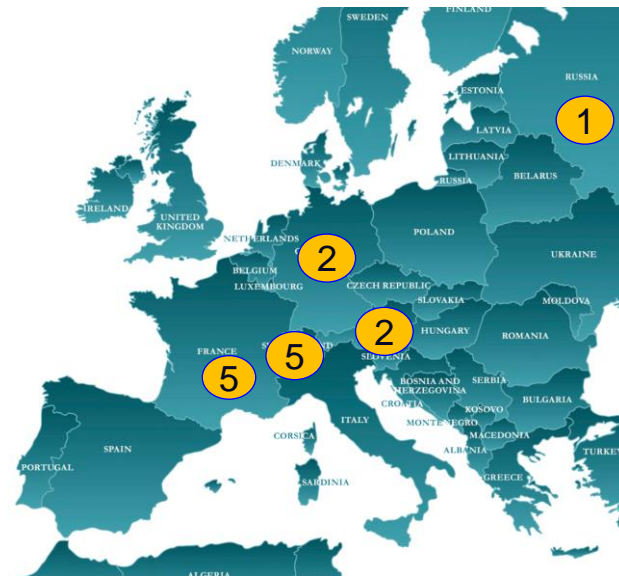 FINLAND
SWEDEN
NORWAY
RUSSIA
ESTONIA
1
LATVIA
DENMARK
LITHUANIA
RUSSIA
BELARUS
IRELAND
UNITED
KINGDOM
NETHERLANDS
POLAND
2
UKRAINE
BELGIUM
LUXEMBOURG
CZECH REPUBLIC
SLOVAKIA
MOLDOVA
2
HUNGARY
ROMANIA
FRANCE
5
SLOVENIA
5
BOSNIA AND
HERZEGOVINA
SERBIA
CROATIA
BULGARIA
KOSOVO
ITALY
MONTENEGRO
CORSICA
MACEDONIA
SPAIN
ALBANIA
TURKEY
PORTUGAL
SARDINIA
GREECE
ALGERIA